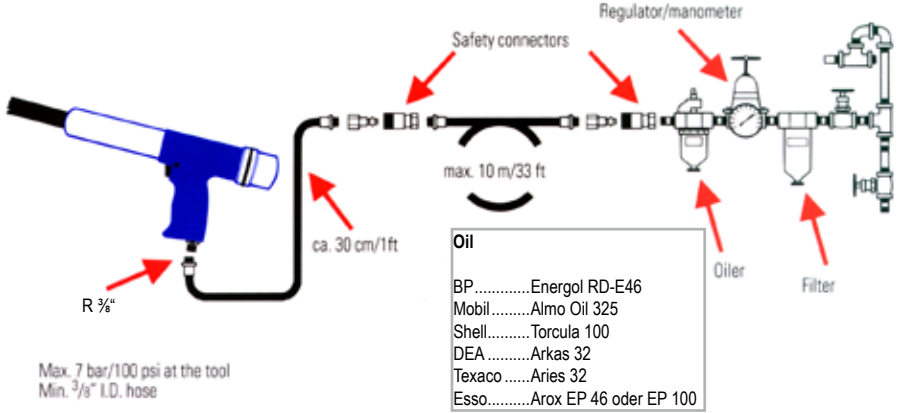 Regulator/manometer
Safety connectors
max. 10 m/33 ft
ca. 30 cm/1ft
R ⅜“
Oiler
Filter
Oil
BP.............Energol RD-E46
Mobil.........Almo Oil 325
Shell.........Torcula 100
DEA ..........Arkas 32
Texaco ......Aries 32
Esso..........Arox EP 46 oder EP 100
Max. 7 bar/100 psi at the tool
Min. 3/8" I.D. hose